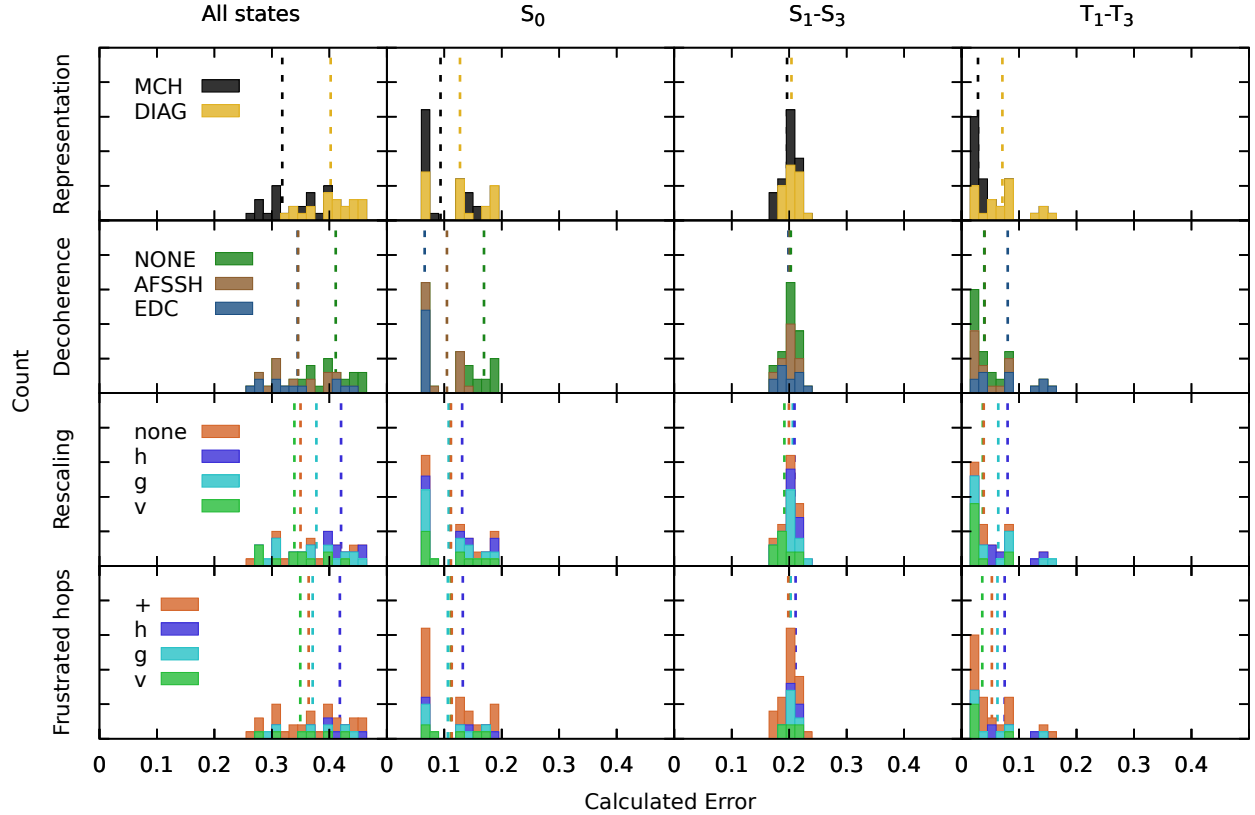 All states S0 S1-S3 T1-T3
Representation
MCH
DIAG
Decoherence
NONE
AFSSH
EDC
Count
Rescaling
none
h
g
v
Frustrated hops
+
h
g
v
0 0.1 0.2 0.3 0.4 0 0.1 0.2 0.3 0.4 0 0.1 0.2 0.3 0.4 0 0.1 0.2 0.3 0.4
Calculated Error